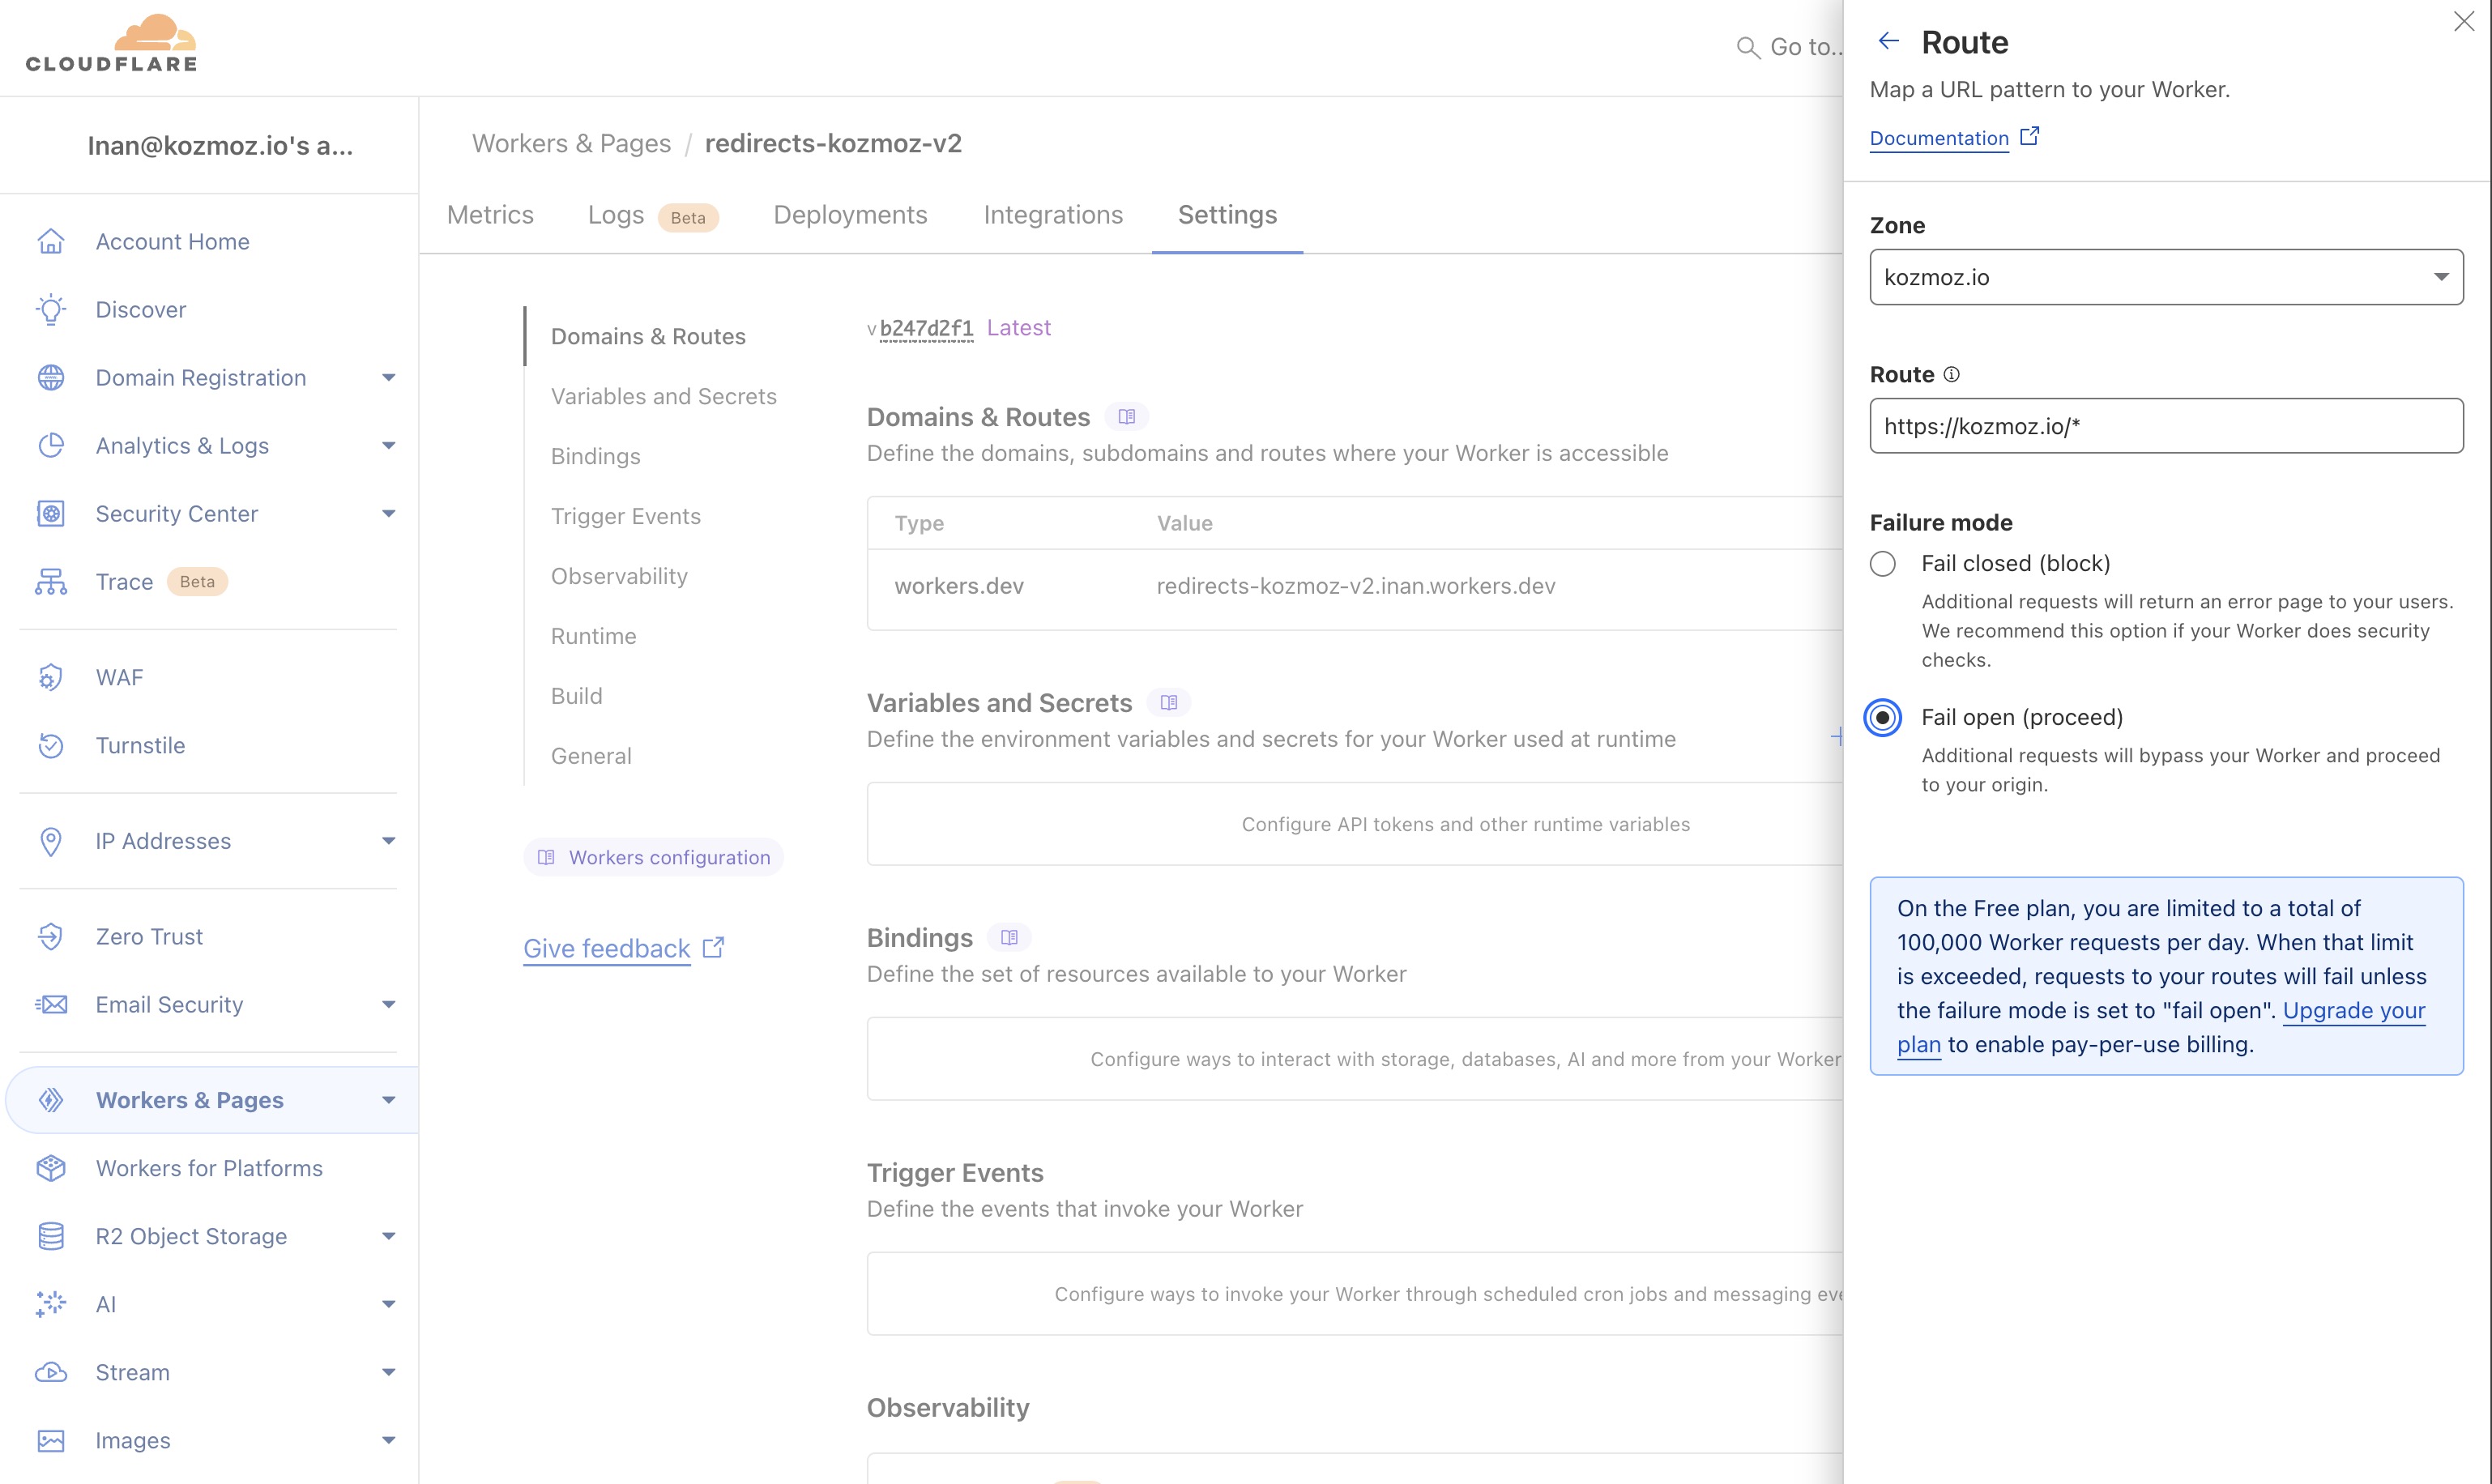 CLOUDFLARE
Go to..
Inan@kozmoz.io's a...
Account Home
Discover
Domain Registration
Analytics & Logs
Security Center
Trace Beta
WAF
Turnstile
IP Addresses
Zero Trust
Email Security
Workers & Pages
Workers for Platforms
R2 Object Storage
AI
Stream
Images
Workers & Pages / redirects-kozmoz-v2
Metrics Logs Beta Deployments Integrations Settings
Domains & Routes
Variables and Secrets
Bindings
Trigger Events
Observability
Runtime
Build
General
Workers configuration
Give feedback
v b247d2f1 Latest
Domains & Routes
Define the domains, subdomains and routes where your Worker is accessible
Type Value
workers.dev redirects-kozmoz-v2.inan.workers.dev
Variables and Secrets
Define the environment variables and secrets for your Worker used at runtime
+
Configure API tokens and other runtime variables
Bindings
Define the set of resources available to your Worker
Configure ways to interact with storage, databases, AI and more from your Worker
Trigger Events
Define the events that invoke your Worker
Configure ways to invoke your Worker through scheduled cron jobs and messaging eve
Observability
Route
Map a URL pattern to your Worker.
Documentation
Zone
kozmoz.io
Route
https://kozmoz.io/*
Failure mode
Fail closed (block)
Additional requests will return an error page to your users.
We recommend this option if your Worker does security
checks.
Fail open (proceed)
Additional requests will bypass your Worker and proceed
to your origin.
On the Free plan, you are limited to a total of
100,000 Worker requests per day. When that limit
is exceeded, requests to your routes will fail unless
the failure mode is set to "fail open". Upgrade your
plan to enable pay-per-use billing.